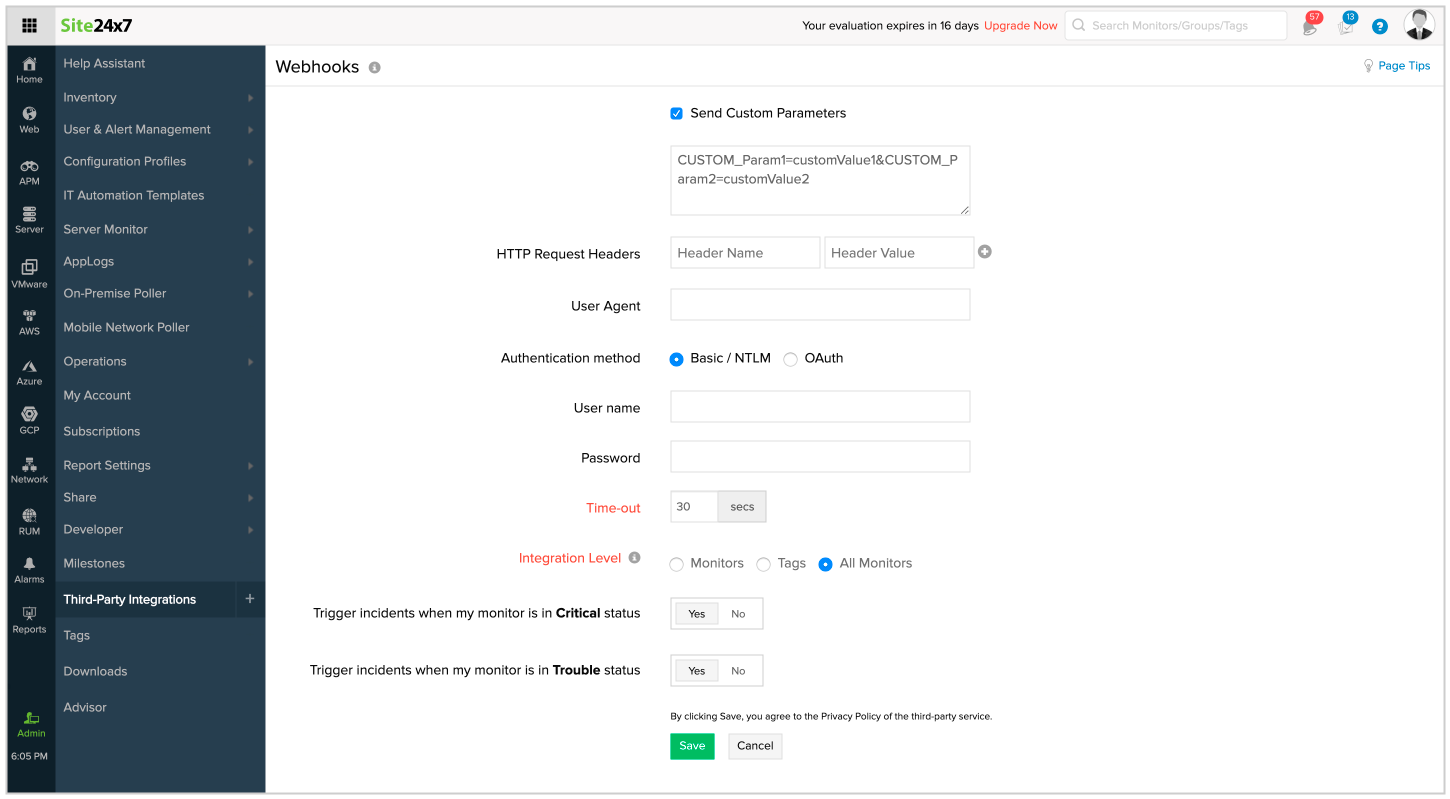 Site24x7
Your evaluation expires in 16 days Upgrade Now
Search Monitors/Groups/Tags
57
13
?
Home
Web
APM
Server
VMware
AWS
Azure
GCP
Network
RUM
Alarms
Reports
Admin
6:05 PM
Help Assistant
Inventory
User & Alert Management
Configuration Profiles
IT Automation Templates
Server Monitor
AppLogs
On-Premise Poller
Mobile Network Poller
Operations
My Account
Subscriptions
Report Settings
Share
Developer
Milestones
Third-Party Integrations +
Tags
Downloads
Advisor
Webhooks
Page Tips
Send Custom Parameters
CUSTOM_Param1=customValue1&CUSTOM_P
aram2=customValue2
HTTP Request Headers Header Name Header Value
User Agent
Authentication method Basic / NTLM OAuth
User name
Password
Time-out 30 secs
Integration Level Monitors Tags All Monitors
Trigger incidents when my monitor is in Critical status Yes No
Trigger incidents when my monitor is in Trouble status Yes No
By clicking Save, you agree to the Privacy Policy of the third-party service.
Save Cancel